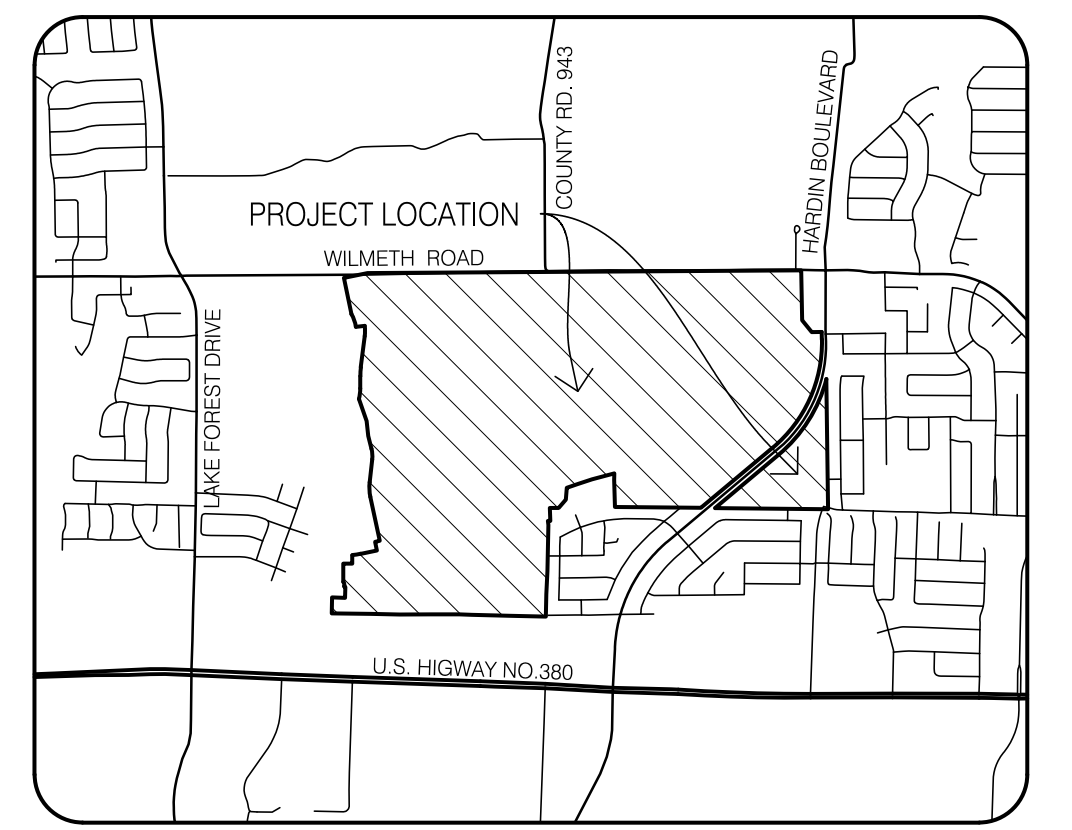 COUNTY RD. 943
HARDIN BOULEVARD
PROJECT LOCATION
WILMETH ROAD
LAKE FOREST DRIVE
U.S. HIGWAY NO.380